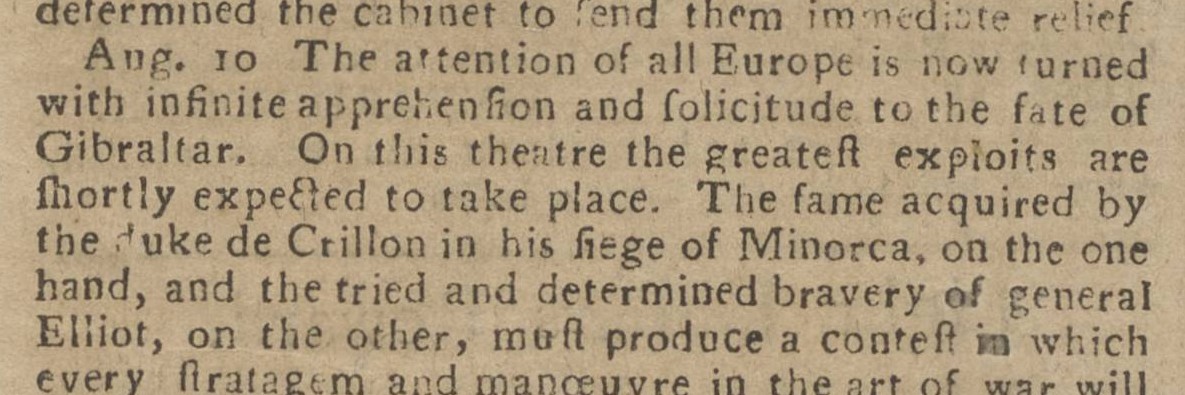 determined the cabinet to ſend them immediate relief
Aug. 10 The attention of all Europe is now turned
with infinite apprehenſion and ſolicitude to the fate of
Gibraltar. On this theatre the greateſt exploits are
ſhortly expected to take place. The fame acquired by
the duke de Crillon in his ſiege of Minorca, on the one
hand, and the tried and determined bravery of general
Elliot, on the other, muſt produce a conteſt in which
every ſtratagem and manœuvre in the art of war will